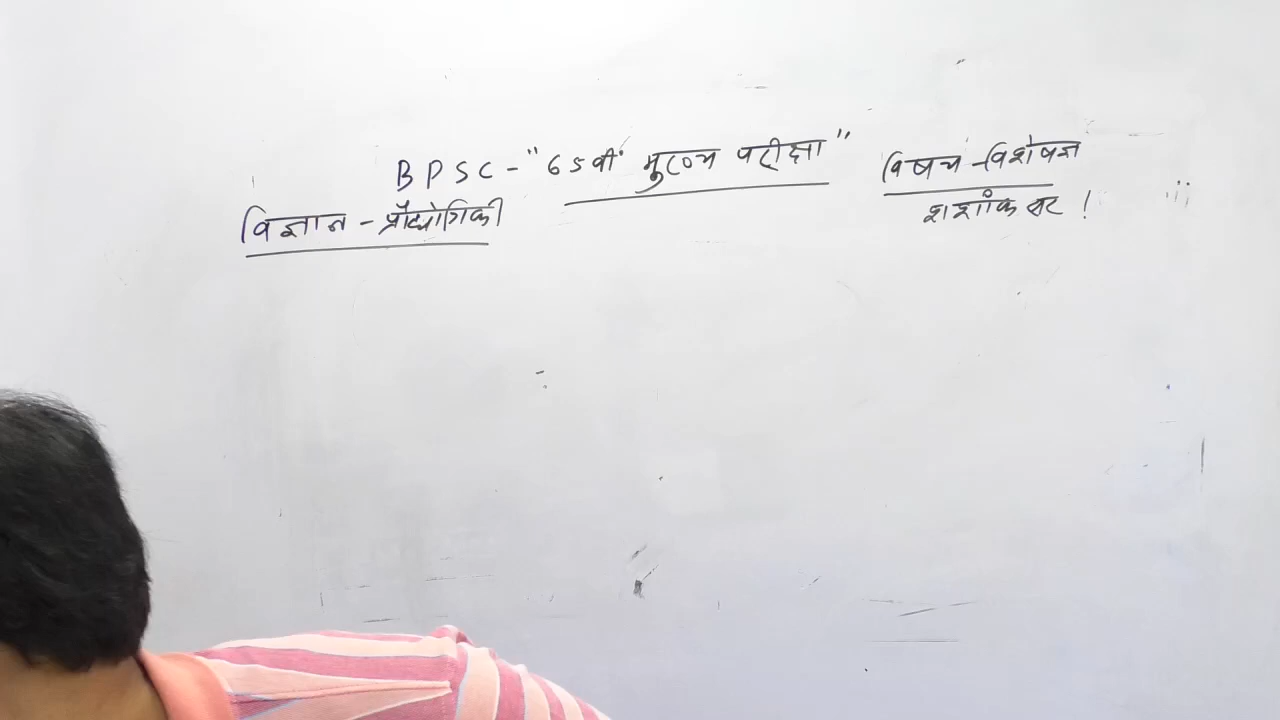 BPSC - "65वीं मुख्य परीक्षा"
विषय - विशेषज्ञ
शशांक सर !
विज्ञान - प्रौद्योगिकी